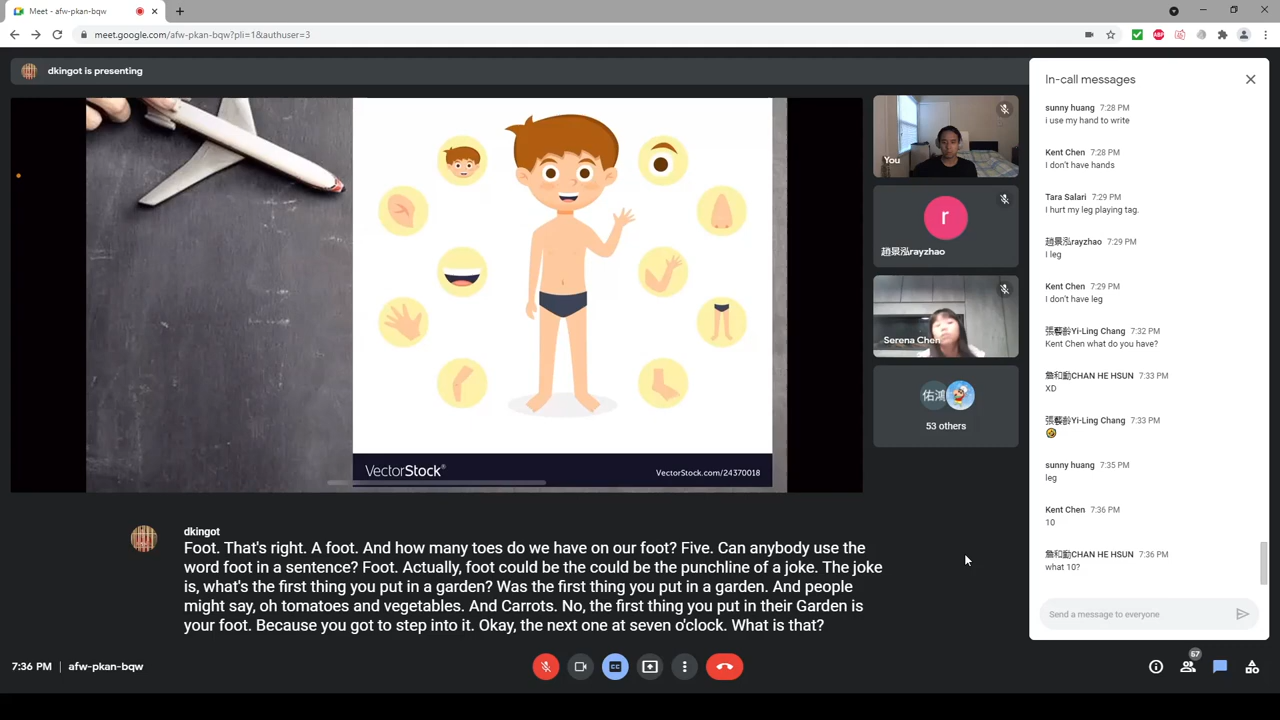 Meet - afw-pkan-bqw
meet.google.com/afw-pkan-bqw?pli=1&authuser=3
ABP
dkingot is presenting
VectorStock®
VectorStock.com/24370018
You
r
趙景泓rayzhao
Serena Chen
佑鴻
53 others
In-call messages
sunny huang 7:28 PM
i use my hand to write
Kent Chen 7:28 PM
I don't have hands
Tara Salari 7:29 PM
I hurt my leg playing tag.
趙景泓rayzhao 7:29 PM
I leg
Kent Chen 7:29 PM
I don't have leg
張藝齡Yi-Ling Chang 7:32 PM
Kent Chen what do you have?
詹和勳CHAN HE HSUN 7:33 PM
XD
張藝齡Yi-Ling Chang 7:33 PM
sunny huang 7:35 PM
leg
Kent Chen 7:36 PM
10
詹和勳CHAN HE HSUN 7:36 PM
what 10?
Send a message to everyone
dkingot
Foot. That's right. A foot. And how many toes do we have on our foot? Five. Can anybody use the
word foot in a sentence? Foot. Actually, foot could be the could be the punchline of a joke. The joke
is, what's the first thing you put in a garden? Was the first thing you put in a garden. And people
might say, oh tomatoes and vegetables. And Carrots. No, the first thing you put in their Garden is
your foot. Because you got to step into it. Okay, the next one at seven o'clock. What is that?
7:36 PM | afw-pkan-bqw
CC
57